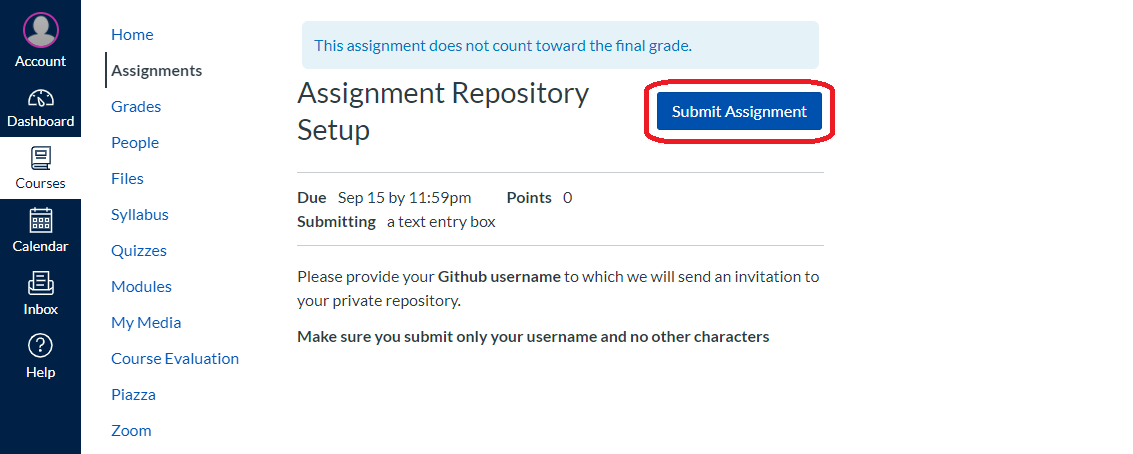 Account
Dashboard
Courses
Calendar
Inbox
Help
Home
Assignments
Grades
People
Files
Syllabus
Quizzes
Modules
My Media
Course Evaluation
Piazza
Zoom
This assignment does not count toward the final grade.
Assignment Repository
Setup
Submit Assignment
Due Sep 15 by 11:59pm Points 0
Submitting a text entry box
Please provide your Github username to which we will send an invitation to
your private repository.
Make sure you submit only your username and no other characters